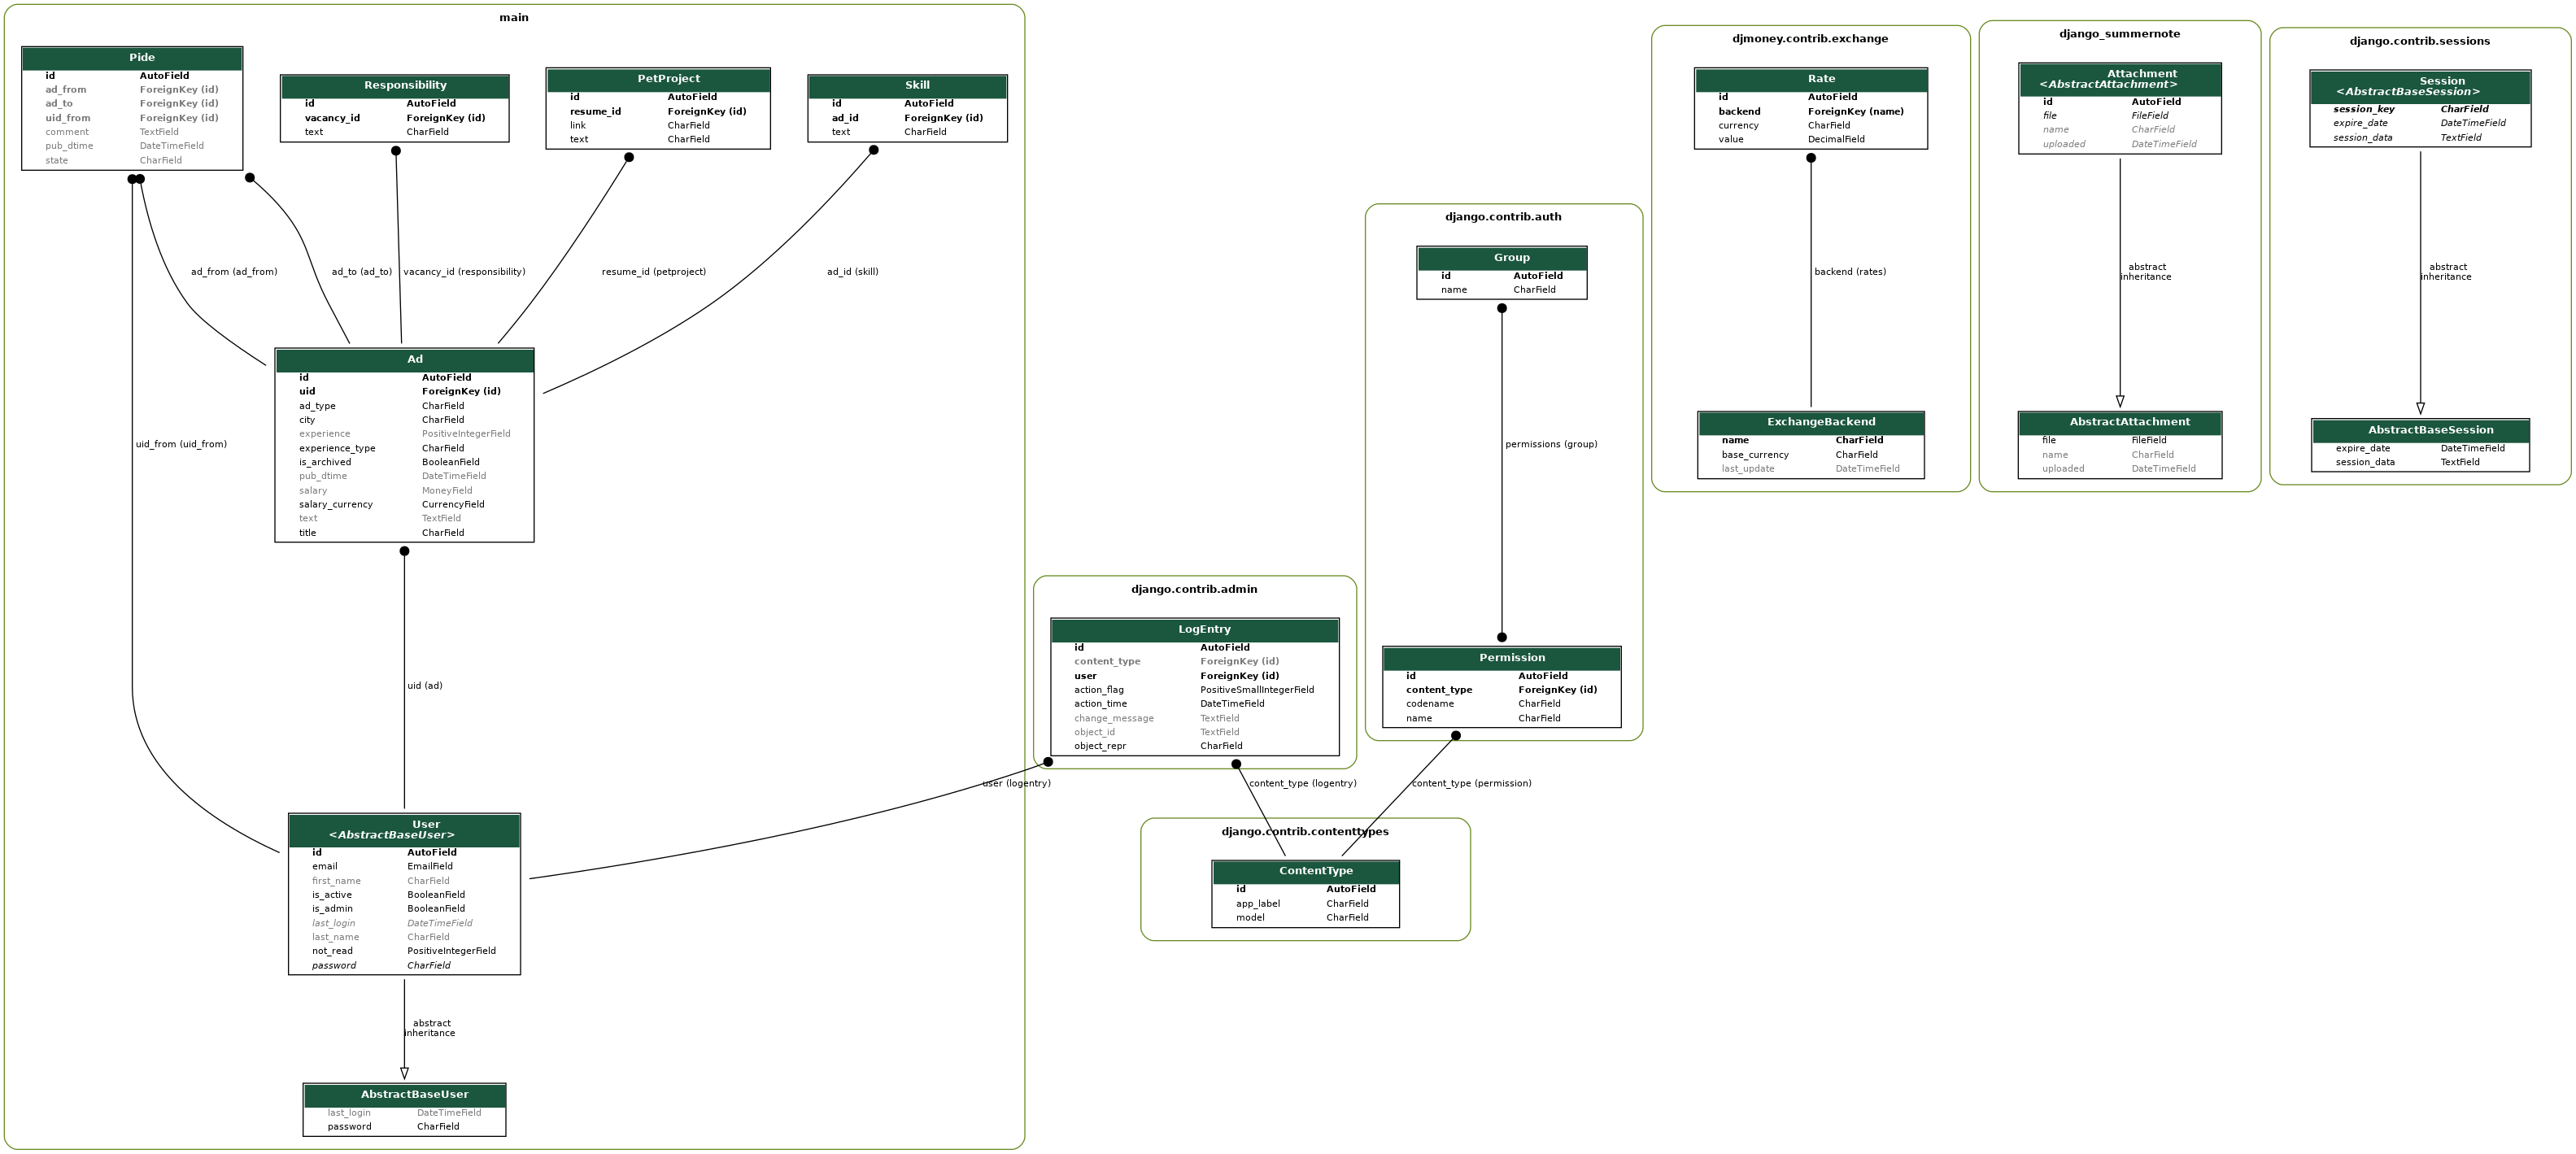 main
Pide
id AutoField
ad_from ForeignKey (id)
ad_to ForeignKey (id)
uid_from ForeignKey (id)
comment TextField
pub_dtime DateTimeField
state CharField
Responsibility
id AutoField
vacancy_id ForeignKey (id)
text CharField
PetProject
id AutoField
resume_id ForeignKey (id)
link CharField
text CharField
Skill
id AutoField
ad_id ForeignKey (id)
text CharField
ad_from (ad_from)
ad_to (ad_to)
vacancy_id (responsibility)
resume_id (petproject)
ad_id (skill)
Ad
id AutoField
uid ForeignKey (id)
ad_type CharField
city CharField
experience PositiveIntegerField
experience_type CharField
is_archived BooleanField
pub_dtime DateTimeField
salary MoneyField
salary_currency CurrencyField
text TextField
title CharField
uid_from (uid_from)
uid (ad)
User
<AbstractBaseUser>
id AutoField
email EmailField
first_name CharField
is_active BooleanField
is_admin BooleanField
last_login DateTimeField
last_name CharField
not_read PositiveIntegerField
password CharField
abstract
inheritance
AbstractBaseUser
last_login DateTimeField
password CharField
django.contrib.admin
LogEntry
id AutoField
content_type ForeignKey (id)
user ForeignKey (id)
action_flag PositiveSmallIntegerField
action_time DateTimeField
change_message TextField
object_id TextField
object_repr CharField
user (logentry)
content_type (logentry)
content_type (permission)
django.contrib.contenttypes
ContentType
id AutoField
app_label CharField
model CharField
django.contrib.auth
Group
id AutoField
name CharField
permissions (group)
Permission
id AutoField
content_type ForeignKey (id)
codename CharField
name CharField
djmoney.contrib.exchange
Rate
id AutoField
backend ForeignKey (name)
currency CharField
value DecimalField
backend (rates)
ExchangeBackend
name CharField
base_currency CharField
last_update DateTimeField
django_summernote
Attachment
<AbstractAttachment>
id AutoField
file FileField
name CharField
uploaded DateTimeField
abstract
inheritance
AbstractAttachment
file FileField
name CharField
uploaded DateTimeField
django.contrib.sessions
Session
<AbstractBaseSession>
session_key CharField
expire_date DateTimeField
session_data TextField
abstract
inheritance
AbstractBaseSession
expire_date DateTimeField
session_data TextField